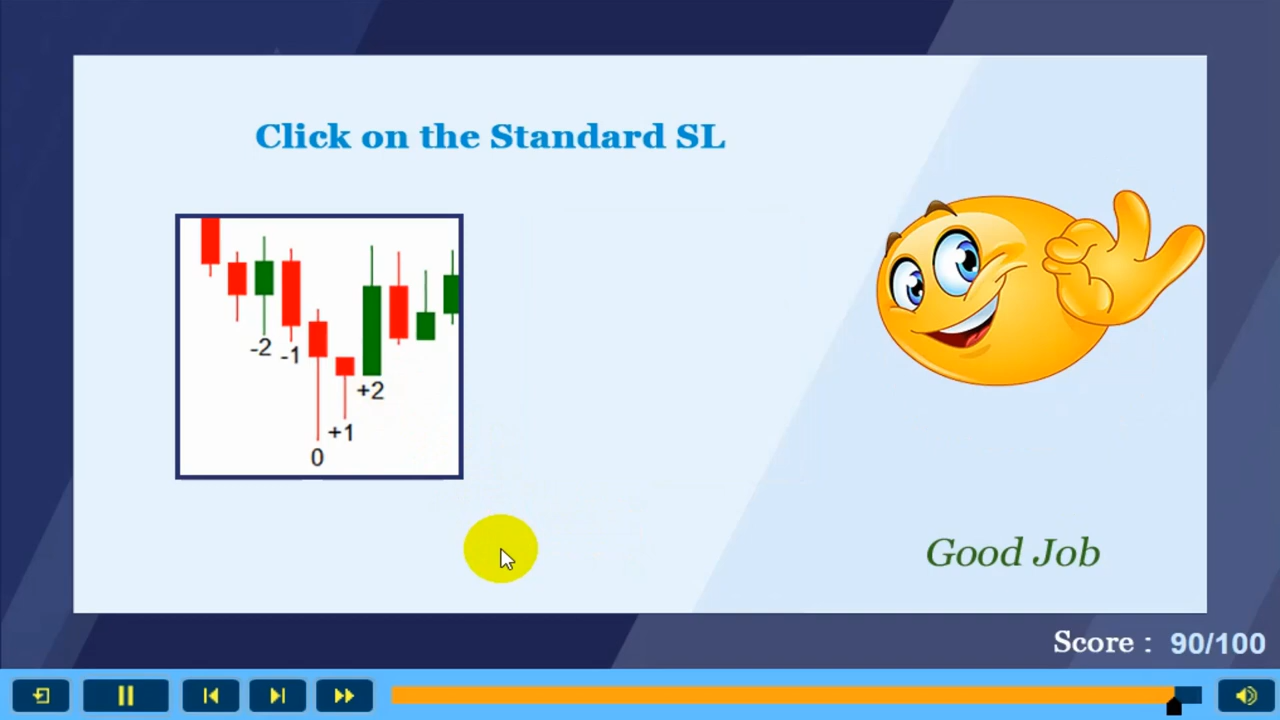 Click on the Standard SL
-2 -1
+2
+1
0
Good Job
Score : 90/100